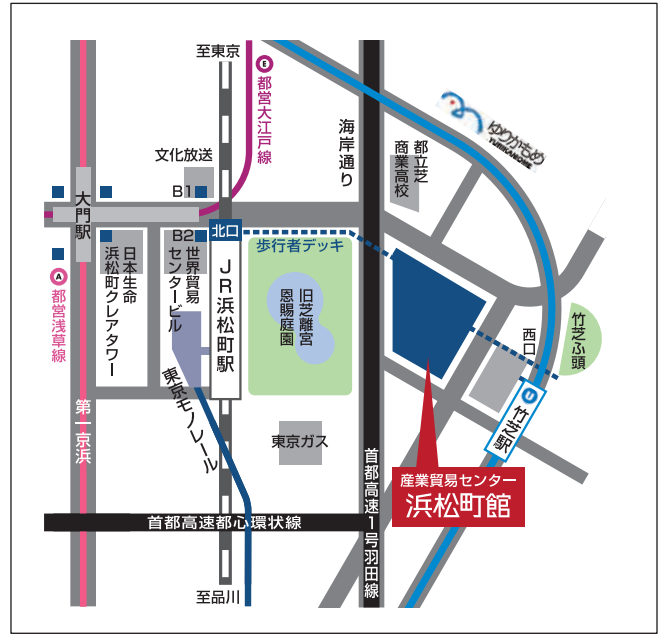 至東京
E
都営大江戸線
ゆりかもめ
YURIKAMOME
海岸通り
都立芝
商業高校
文化放送
B1
大門駅
北口
B2
歩行者デッキ
世界貿易
センタービル
日本生命
浜松町クレアタワー
A
都営浅草線
JR浜松町駅
旧芝離宮
恩賜庭園
西口
竹芝ふ頭
U
竹芝駅
東京モノレール
第一京浜
東京ガス
首都高速1号羽田線
産業貿易センター
浜松町館
首都高速都心環状線
至品川